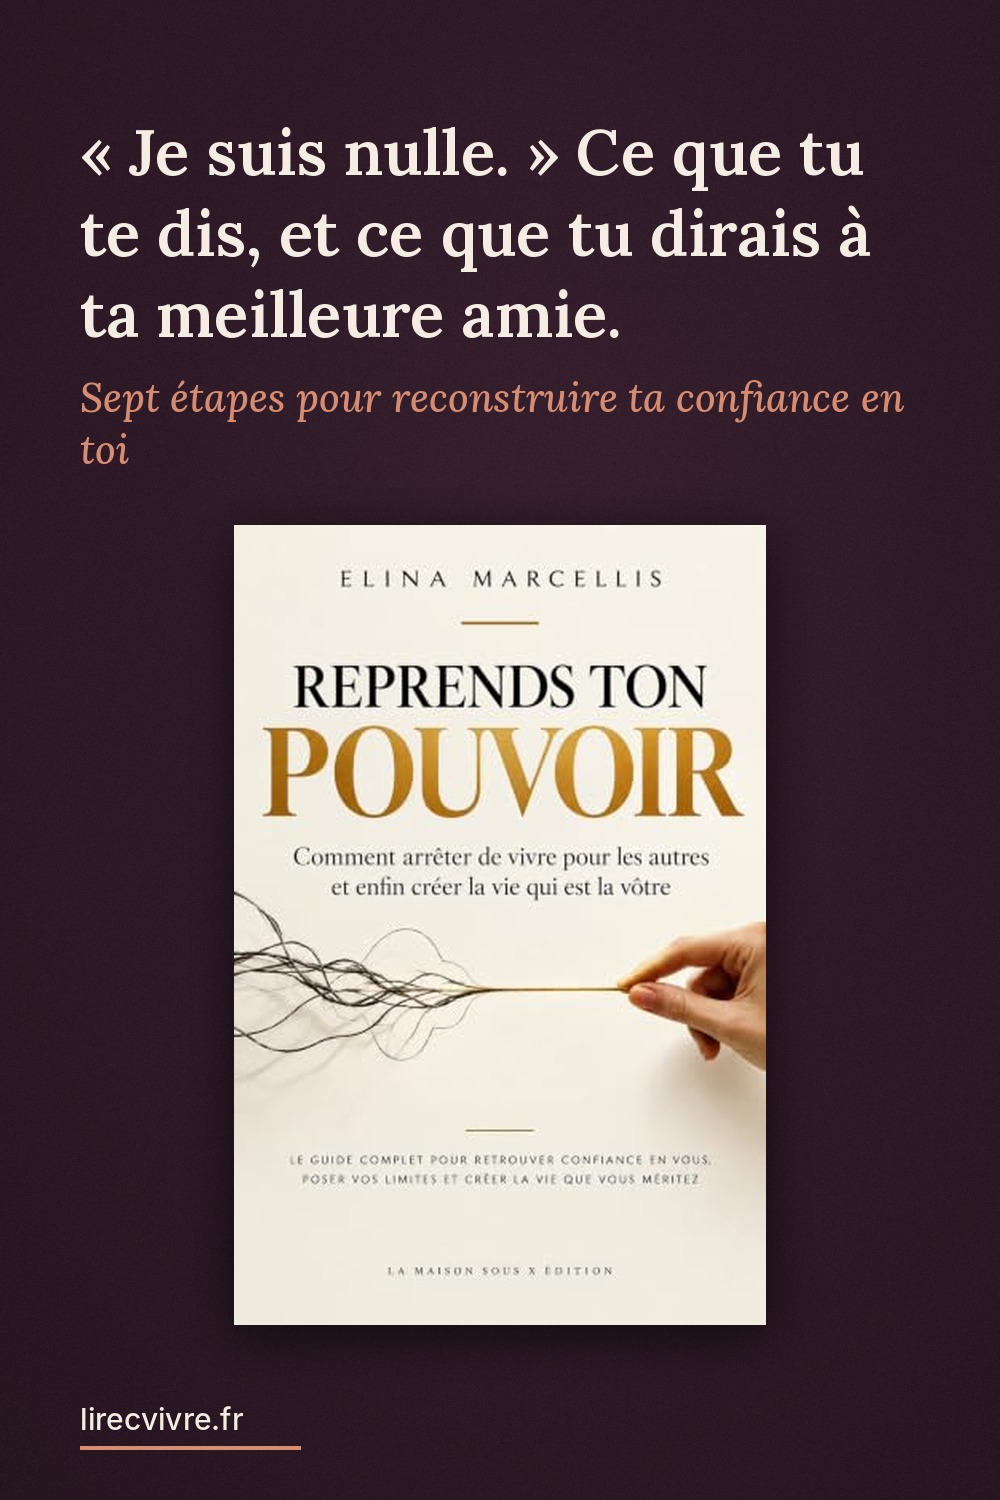 « Je suis nulle. » Ce que tu
te dis, et ce que tu dirais à
ta meilleure amie.
Sept étapes pour reconstruire ta confiance en
toi
ELINA MARCELLIS
REPRENDS TON
POUVOIR
Comment arrêter de vivre pour les autres
et enfin créer la vie qui est la vôtre
LE GUIDE COMPLET POUR RETROUVER CONFIANCE EN VOUS,
POSER VOS LIMITES ET CRÉER LA VIE QUE VOUS MÉRITEZ
LA MAISON SOUS X ÉDITION
lirecvivre.fr